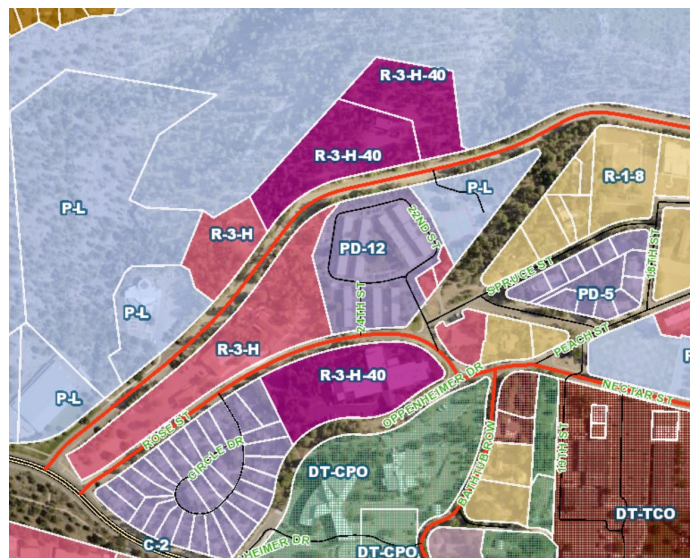 R-3-H-40
R-3-H-40
R-1-8
P-L
P-L
22ND ST
R-3-H
PD-12
18TH ST
SPRUCE ST
PD-5
P-L
24TH ST
PEACH ST
R-3-H
R-3-H-40
OPPENHEIMER DR
NECTAR ST
P-L
ROSE ST
CIRCLE DR
BATHTUB ROW
DT-CPO
DT-TCO
C-2
HEIMER DR
DT-CPO